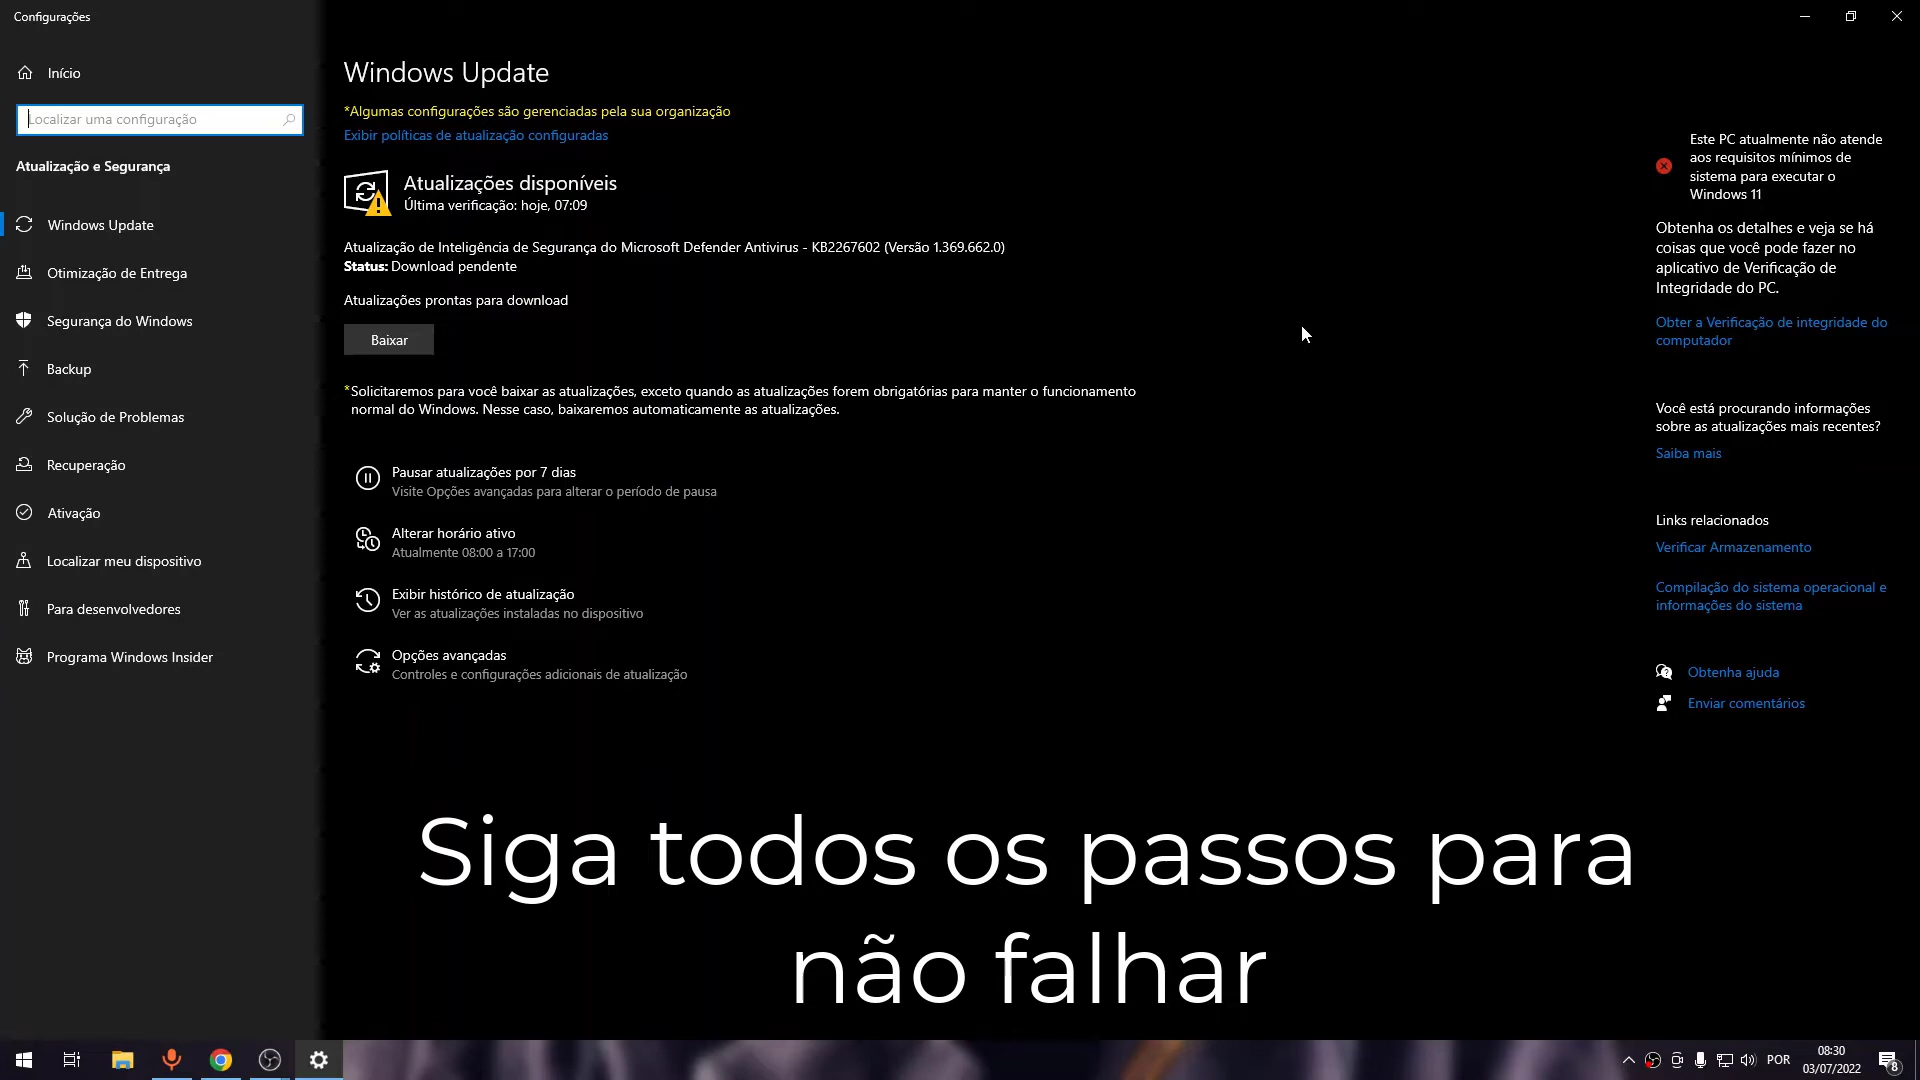 Configurações
Início
Localizar uma configuração
Atualização e Segurança
Windows Update
Otimização de Entrega
Segurança do Windows
Backup
Solução de Problemas
Recuperação
Ativação
Localizar meu dispositivo
Para desenvolvedores
Programa Windows Insider
Windows Update
*Algumas configurações são gerenciadas pela sua organização
Exibir políticas de atualização configuradas
Atualizações disponíveis
Última verificação: hoje, 07:09
Atualização de Inteligência de Segurança do Microsoft Defender Antivirus - KB2267602 (Versão 1.369.662.0)
Status: Download pendente
Atualizações prontas para download
Baixar
*Solicitaremos para você baixar as atualizações, exceto quando as atualizações forem obrigatórias para manter o funcionamento
normal do Windows. Nesse caso, baixaremos automaticamente as atualizações.
Pausar atualizações por 7 dias
Visite Opções avançadas para alterar o período de pausa
Alterar horário ativo
Atualmente 08:00 a 17:00
Exibir histórico de atualização
Ver as atualizações instaladas no dispositivo
Opções avançadas
Controles e configurações adicionais de atualização
Este PC atualmente não atende
aos requisitos mínimos de
sistema para executar o
Windows 11
Obtenha os detalhes e veja se há
coisas que você pode fazer no
aplicativo de Verificação de
Integridade do PC.
Obter a Verificação de integridade do
computador
Você está procurando informações
sobre as atualizações mais recentes?
Saiba mais
Links relacionados
Verificar Armazenamento
Compilação do sistema operacional e
informações do sistema
Obtenha ajuda
Enviar comentários
Siga todos os passos para
não falhar
POR
08:30
03/07/2022
8